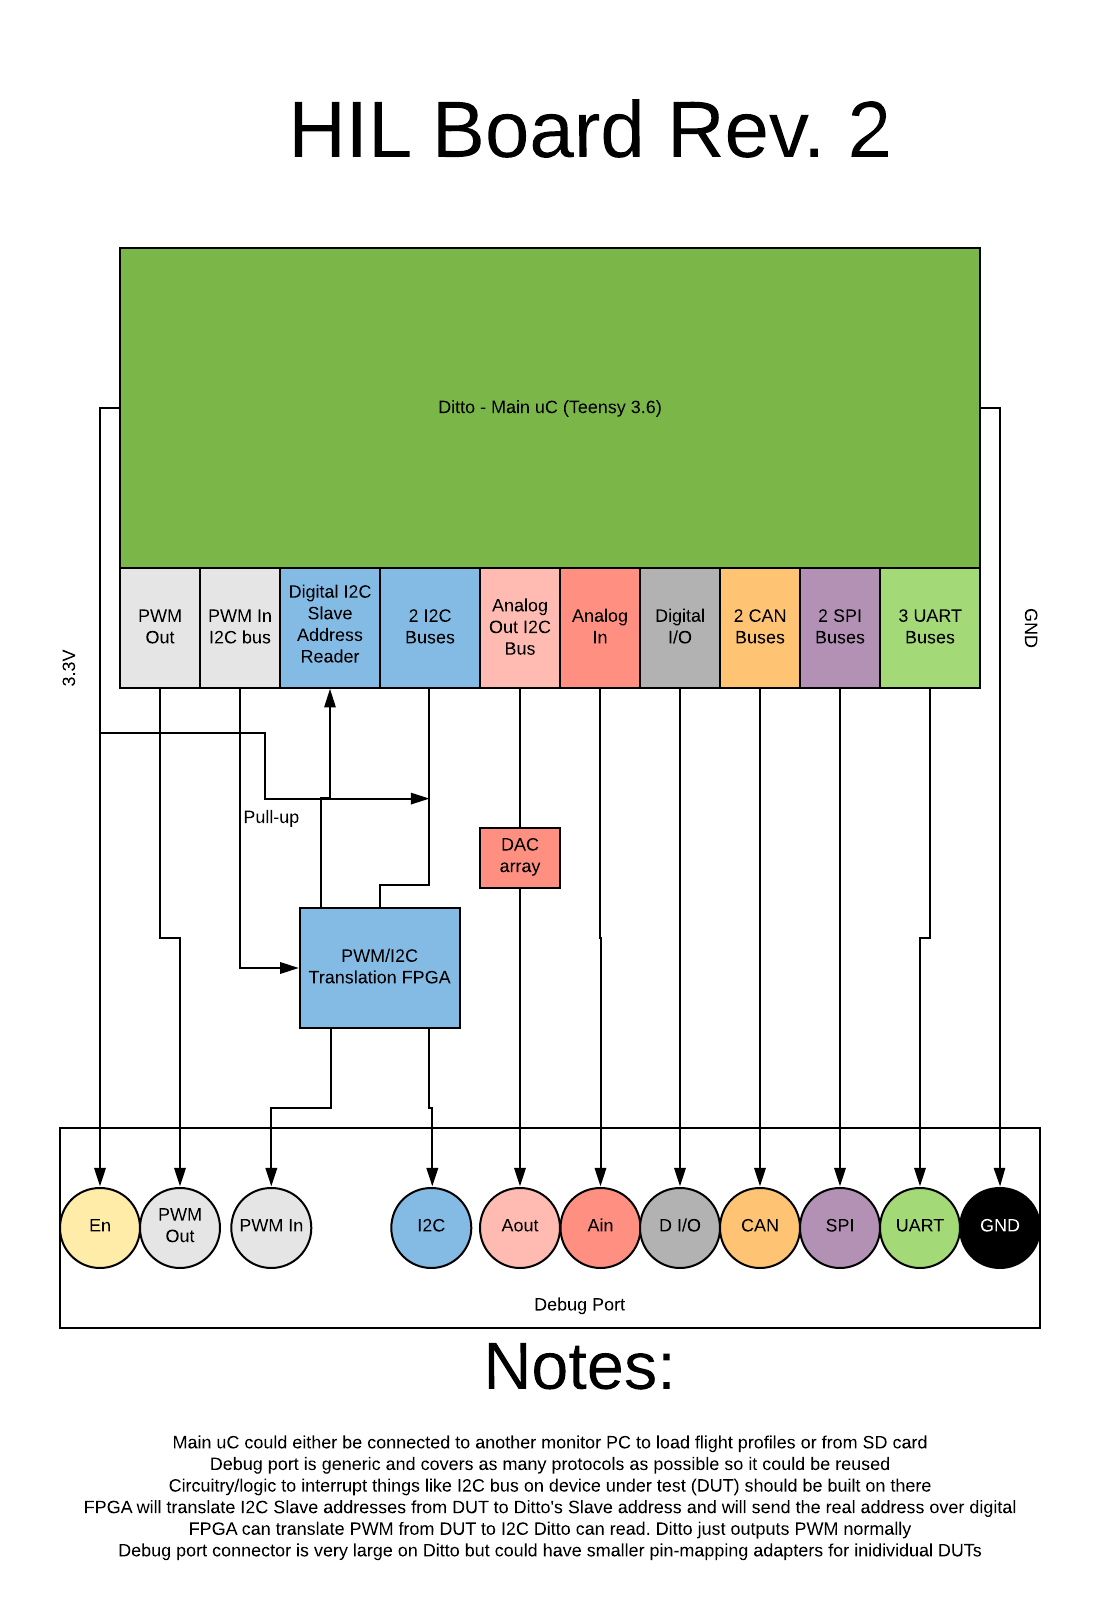 HIL Board Rev. 2
Ditto - Main uC (Teensy 3.6)
PWM
Out
PWM In
I2C bus
Digital I2C
Slave
Address
Reader
2 I2C
Buses
Analog
Out I2C
Bus
Analog
In
Digital
I/O
2 CAN
Buses
2 SPI
Buses
3 UART
Buses
3.3V
GND
Pull-up
DAC
array
PWM/I2C
Translation FPGA
En
PWM
Out
PWM In
I2C
Aout
Ain
D I/O
CAN
SPI
UART
GND
Debug Port
Notes:
Main uC could either be connected to another monitor PC to load flight profiles or from SD card
Debug port is generic and covers as many protocols as possible so it could be reused
Circuitry/logic to interrupt things like I2C bus on device under test (DUT) should be built on there
FPGA will translate I2C Slave addresses from DUT to Ditto's Slave address and will send the real address over digital
FPGA can translate PWM from DUT to I2C Ditto can read. Ditto just outputs PWM normally
Debug port connector is very large on Ditto but could have smaller pin-mapping adapters for inidividual DUTs